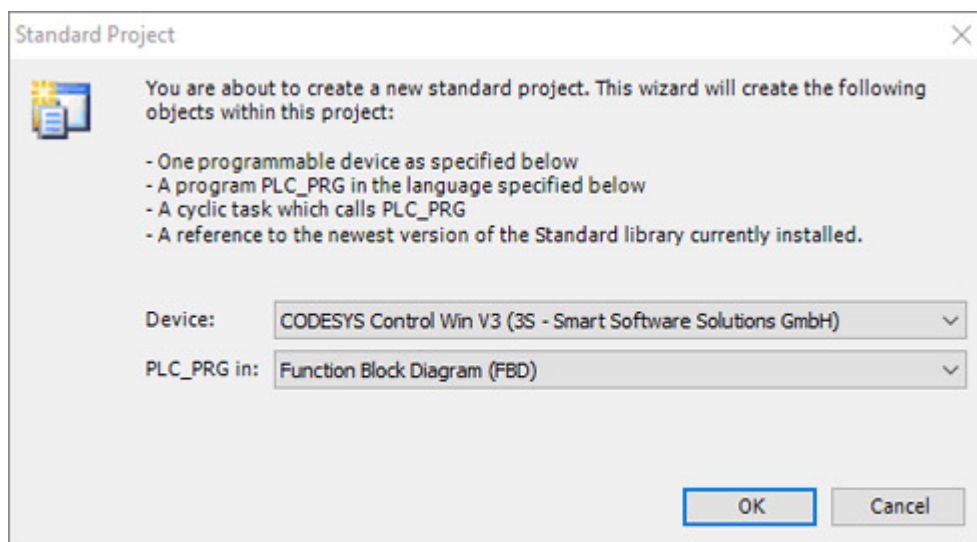 Standard Project
You are about to create a new standard project. This wizard will create the following
objects within this project:
- One programmable device as specified below
- A program PLC_PRG in the language specified below
- A cyclic task which calls PLC_PRG
- A reference to the newest version of the Standard library currently installed.
Device: CODESYS Control Win V3 (3S - Smart Software Solutions GmbH)
PLC_PRG in: Function Block Diagram (FBD)
OK Cancel